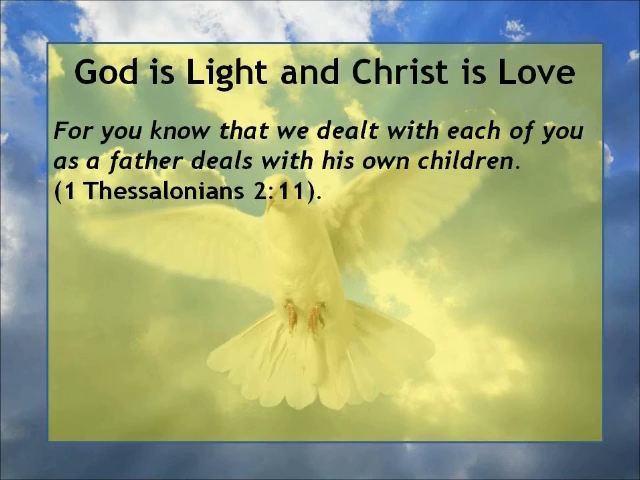 God is Light and Christ is Love
For you know that we dealt with each of you
as a father deals with his own children.
(1 Thessalonians 2:11).